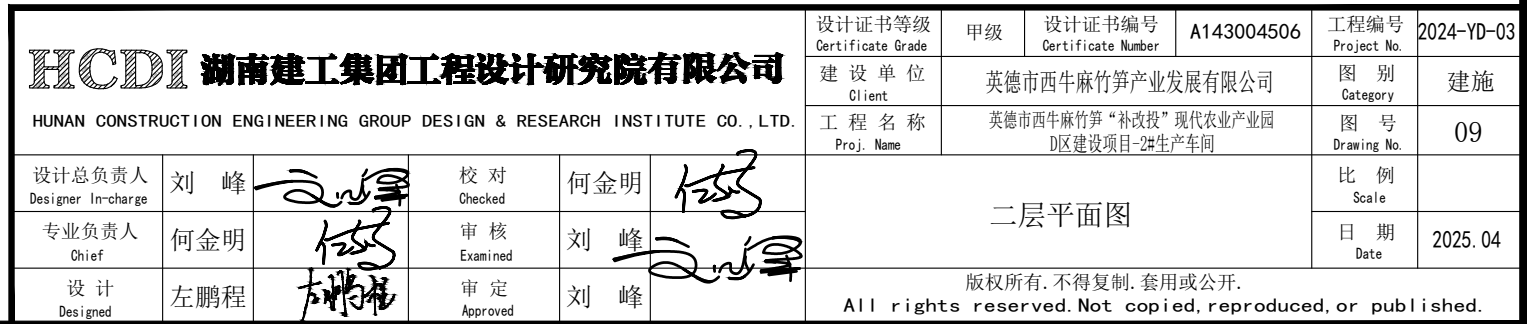 HCDI 湖南建工集团工程设计研究院有限公司
HUNAN CONSTRUCTION ENGINEERING GROUP DESIGN & RESEARCH INSTITUTE CO.,LTD.
设计证书等级 甲级 设计证书编号 A143004506 工程编号 2024-YD-03
Certificate Grade Certificate Number Project No.
建设单位 英德市西牛麻竹笋产业发展有限公司 图别 建施
Client Category
工程名称 英德市西牛麻竹笋“补改投”现代农业产业园 图号 09
Proj. Name D区建设项目-2#生产车间 Drawing No.
设计总负责人 刘峰 校对 何金明
Designer In-charge Checked
专业负责人 何金明 审核 刘峰
Chief Examined
设计 左鹏程 审定 刘峰
Designed Approved
二层平面图
比例
Scale
日期 2025.04
Date
版权所有.不得复制.套用或公开.
All rights reserved.Not copied,reproduced,or published.